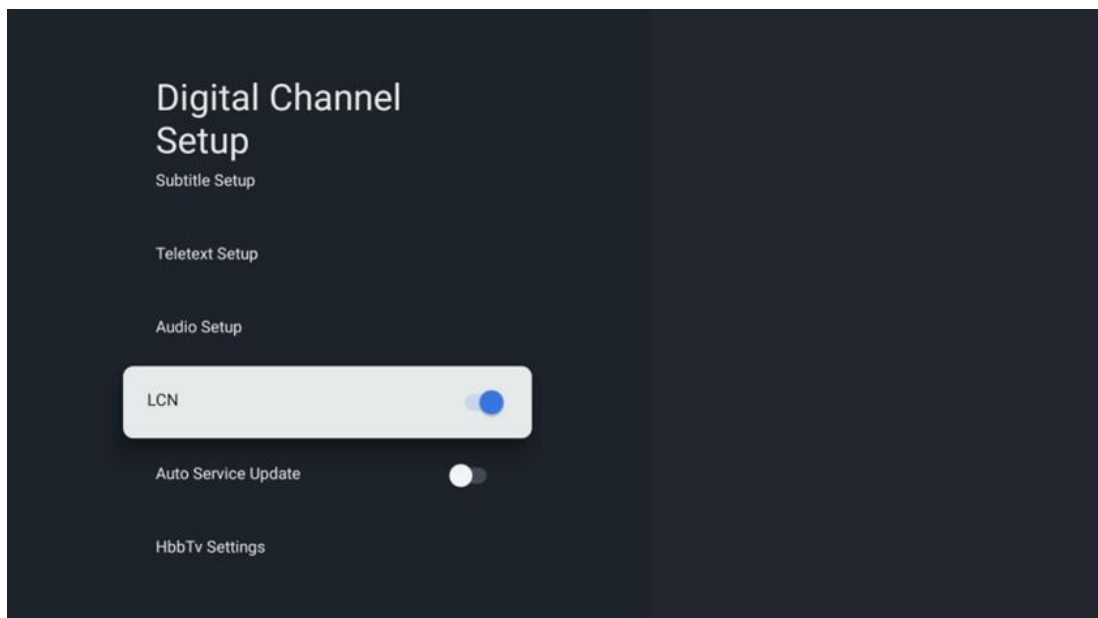 Digital Channel
Setup
Subtitle Setup
Teletext Setup
Audio Setup
LCN
Auto Service Update
HbbTv Settings